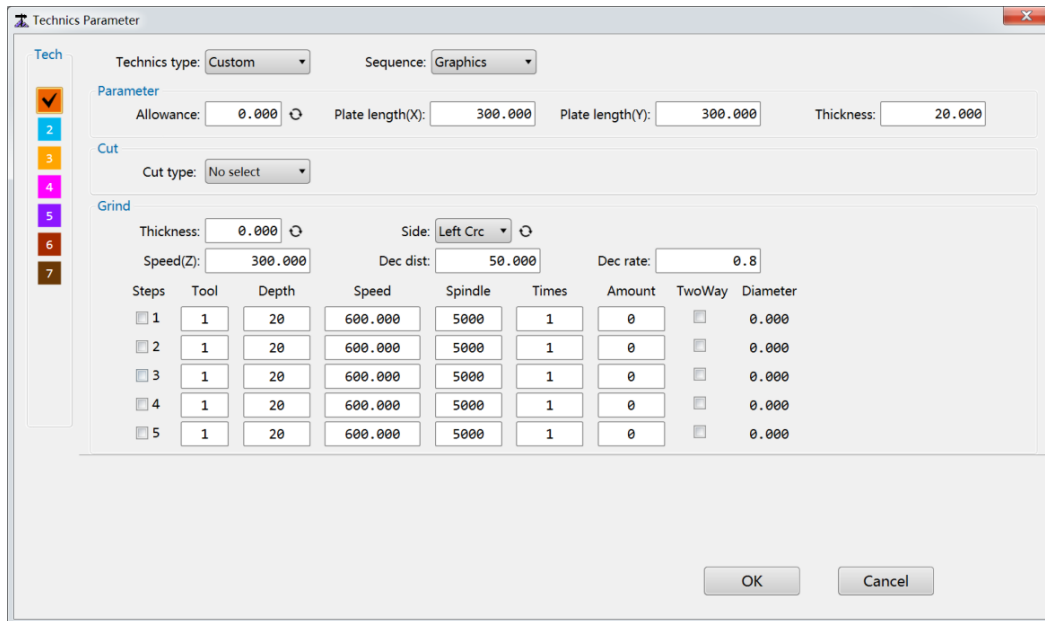 Technics Parameter
Tech
Technics type: Custom Sequence: Graphics
Parameter
Allowance: 0.000 Plate length(X): 300.000 Plate length(Y): 300.000 Thickness: 20.000
2
Cut
3
Cut type: No select
4
Grind
5
Thickness: 0.000 Side: Left Crc
6
Speed(Z): 300.000 Dec dist: 50.000 Dec rate: 0.8
7
Steps Tool Depth Speed Spindle Times Amount TwoWay Diameter
1 1 20 600.000 5000 1 0 0.000
2 1 20 600.000 5000 1 0 0.000
3 1 20 600.000 5000 1 0 0.000
4 1 20 600.000 5000 1 0 0.000
5 1 20 600.000 5000 1 0 0.000
OK Cancel